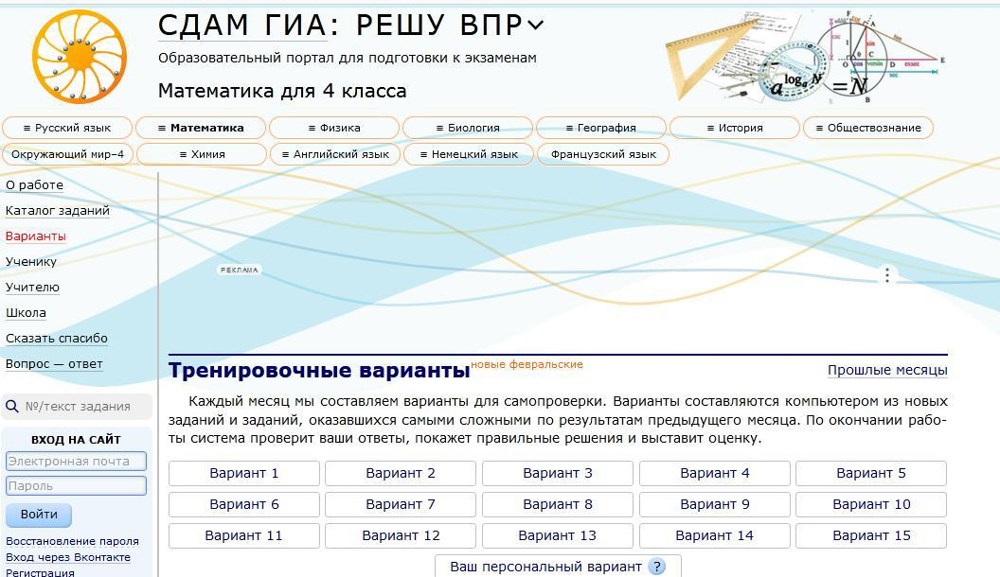 СДАМ ГИА: РЕШУ ВПР
Образовательный портал для подготовки к экзаменам
Математика для 4 класса
≡ Русский язык
≡ Математика
≡ Физика
≡ Биология
≡ География
≡ История
≡ Обществознание
Окружающий мир–4
≡ Химия
≡ Английский язык
≡ Немецкий язык
Французский язык
О работе
Каталог заданий
Варианты
Ученику
Учителю
Школа
Сказать спасибо
Вопрос — ответ
№/текст задания
ВХОД НА САЙТ
Электронная почта
Пароль
Войти
Восстановление пароля
Вход через Вконтакте
Регистрация
РЕКЛАМА
Тренировочные варианты новые февральские
Прошлые месяцы
Каждый месяц мы составляем варианты для самопроверки. Варианты составляются компьютером из новых
заданий и заданий, оказавшихся самыми сложными по результатам предыдущего месяца. По окончании рабо-
ты система проверит ваши ответы, покажет правильные решения и выставит оценку.
Вариант 1
Вариант 2
Вариант 3
Вариант 4
Вариант 5
Вариант 6
Вариант 7
Вариант 8
Вариант 9
Вариант 10
Вариант 11
Вариант 12
Вариант 13
Вариант 14
Вариант 15
Ваш персональный вариант ?